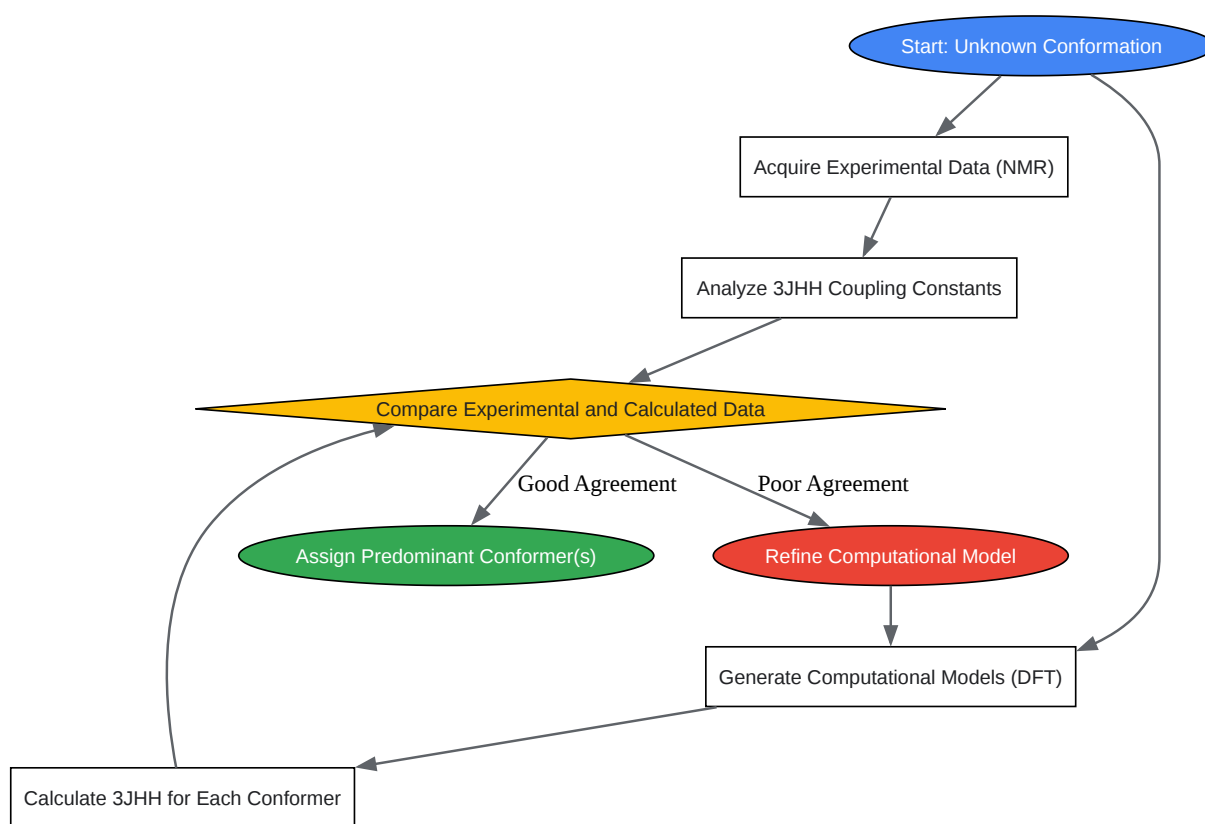 Start: Unknown Conformation
Acquire Experimental Data (NMR)
Analyze 3JHH Coupling Constants
Compare Experimental and Calculated Data
Good Agreement
Poor Agreement
Assign Predominant Conformer(s)
Refine Computational Model
Generate Computational Models (DFT)
Calculate 3JHH for Each Conformer